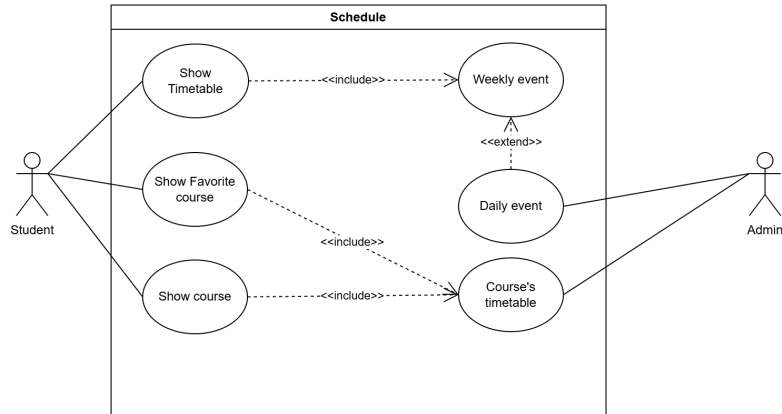 Schedule
Show
Timetable
<<include>>
Weekly event
<<extend>>
Student
Show Favorite
course
Daily event
Admin
<<include>>
Show course
<<include>>
Course's
timetable